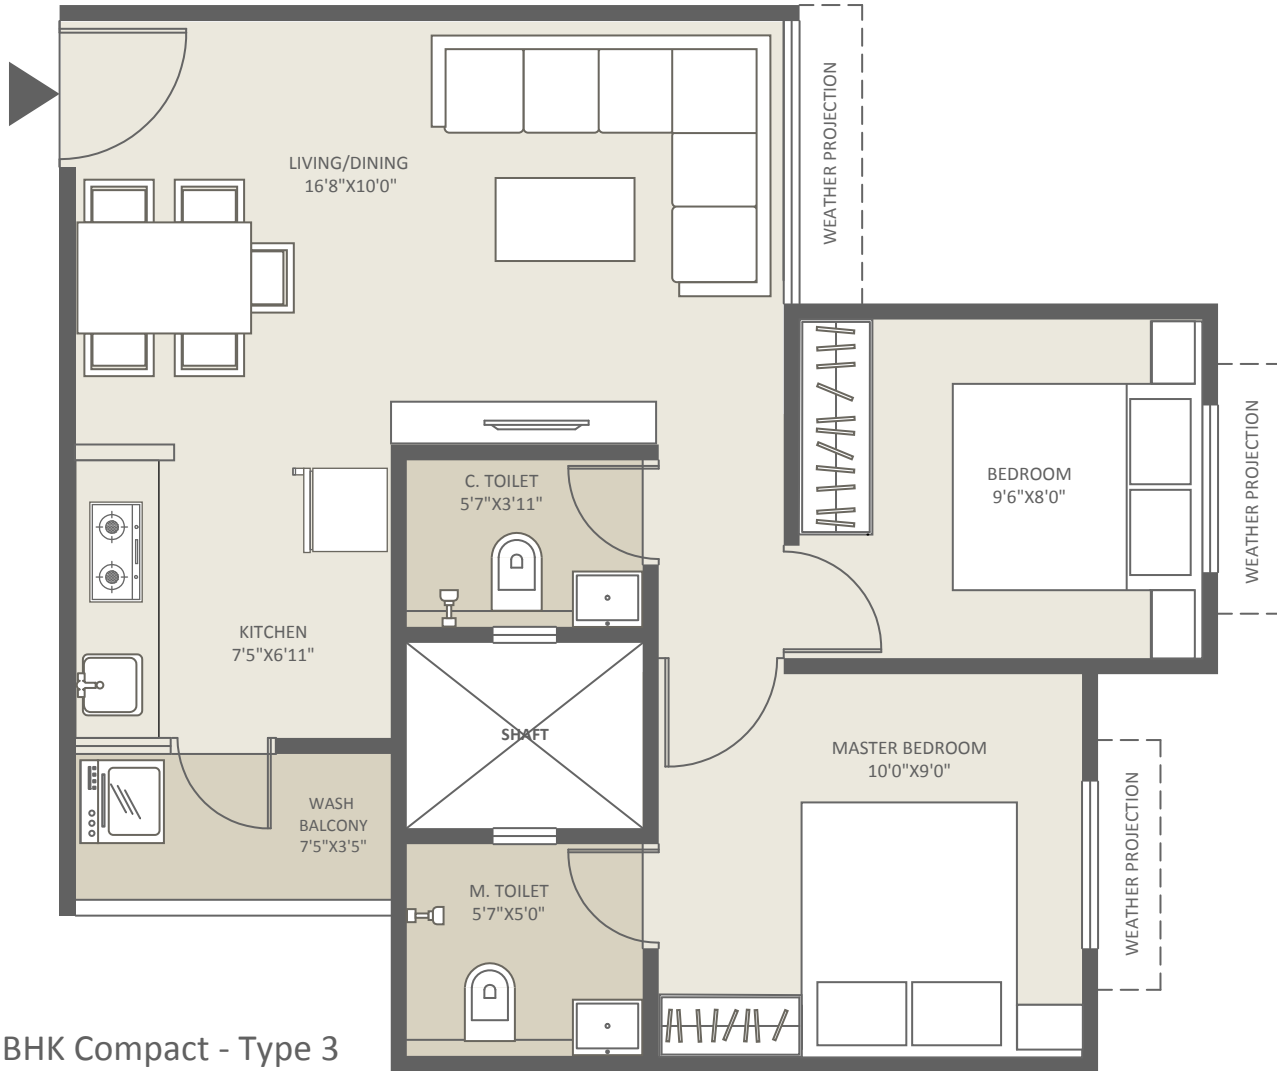 LIVING/DINING
16'8"X10'0"
WEATHER PROJECTION
BEDROOM
9'6"X8'0"
WEATHER PROJECTION
C. TOILET
5'7"X3'11"
KITCHEN
7'5"X6'11"
SHAFT
MASTER BEDROOM
10'0"X9'0"
WEATHER PROJECTION
WASH
BALCONY
7'5"X3'5"
M. TOILET
5'7"X5'0"
BHK Compact - Type 3